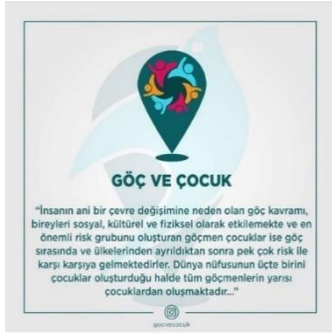 GÖÇ VE ÇOCUK
“İnsanın ani bir çevre değişimine neden olan göç kavramı,
bireyleri sosyal, kültürel ve fiziksel olarak etkilemekte ve en
önemli risk grubunu oluşturan göçmen çocuklar ise göç
sırasında ve ülkelerinden ayrıldıktan sonra pek çok risk ile
karşı karşıya gelmektedirler. Dünya nüfusunun üçte birini
çocuklar oluşturduğu halde tüm göçmenlerin yarısı
çocuklardan oluşmaktadır...”
gocvecocuk